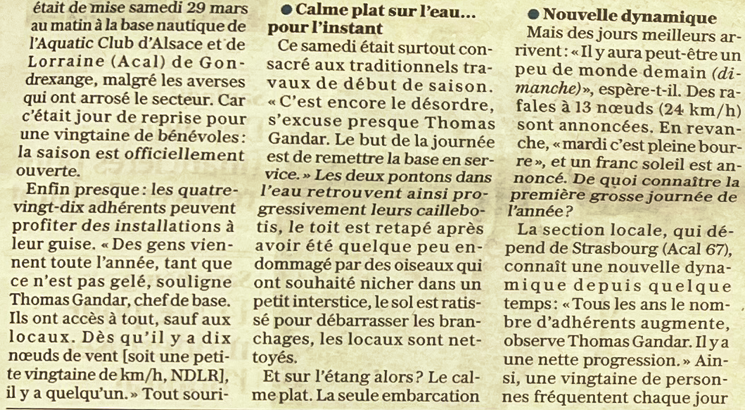 était de mise samedi 29 mars
au matin à la base nautique de
l'Aquatic Club d'Alsace et de
Lorraine (Acal) de Gon-
drexange, malgré les averses
qui ont arrosé le secteur. Car
c'était jour de reprise pour
une vingtaine de bénévoles :
la saison est officiellement
ouverte.
Enfin presque : les quatre-
vingt-dix adhérents peuvent
profiter des installations à
leur guise. « Des gens vien-
nent toute l'année, tant que
ce n'est pas gelé, souligne
Thomas Gandar, chef de base.
Ils ont accès à tout, sauf aux
locaux. Dès qu'il y a dix
nœuds de vent [soit une peti-
te vingtaine de km/h, NDLR],
il y a quelqu'un. » Tout souri-
● Calme plat sur l'eau...
pour l'instant
Ce samedi était surtout con-
sacré aux traditionnels tra-
vaux de début de saison.
« C'est encore le désordre,
s'excuse presque Thomas
Gandar. Le but de la journée
est de remettre la base en ser-
vice. » Les deux pontons dans
l'eau retrouvent ainsi pro-
gressivement leurs caillebo-
tis, le toit est retapé après
avoir été quelque peu en-
dommagé par des oiseaux qui
ont souhaité nicher dans un
petit interstice, le sol est ratis-
sé pour débarrasser les bran-
chages, les locaux sont net-
toyés.
Et sur l'étang alors ? Le cal-
me plat. La seule embarcation
● Nouvelle dynamique
Mais des jours meilleurs ar-
rivent : « Il y aura peut-être un
peu de monde demain (di-
manche) », espère-t-il. Des ra-
fales à 13 nœuds (24 km/h)
sont annoncées. En revan-
che, « mardi c'est pleine bour-
re », et un franc soleil est an-
noncé. De quoi connaître la
première grosse journée de
l'année ?
La section locale, qui dé-
pend de Strasbourg (Acal 67),
connaît une nouvelle dyna-
mique depuis quelque
temps : « Tous les ans le nom-
bre d'adhérents augmente,
observe Thomas Gandar. Il y a
une nette progression. » Ain-
si, une vingtaine de person-
nes fréquentent chaque jour